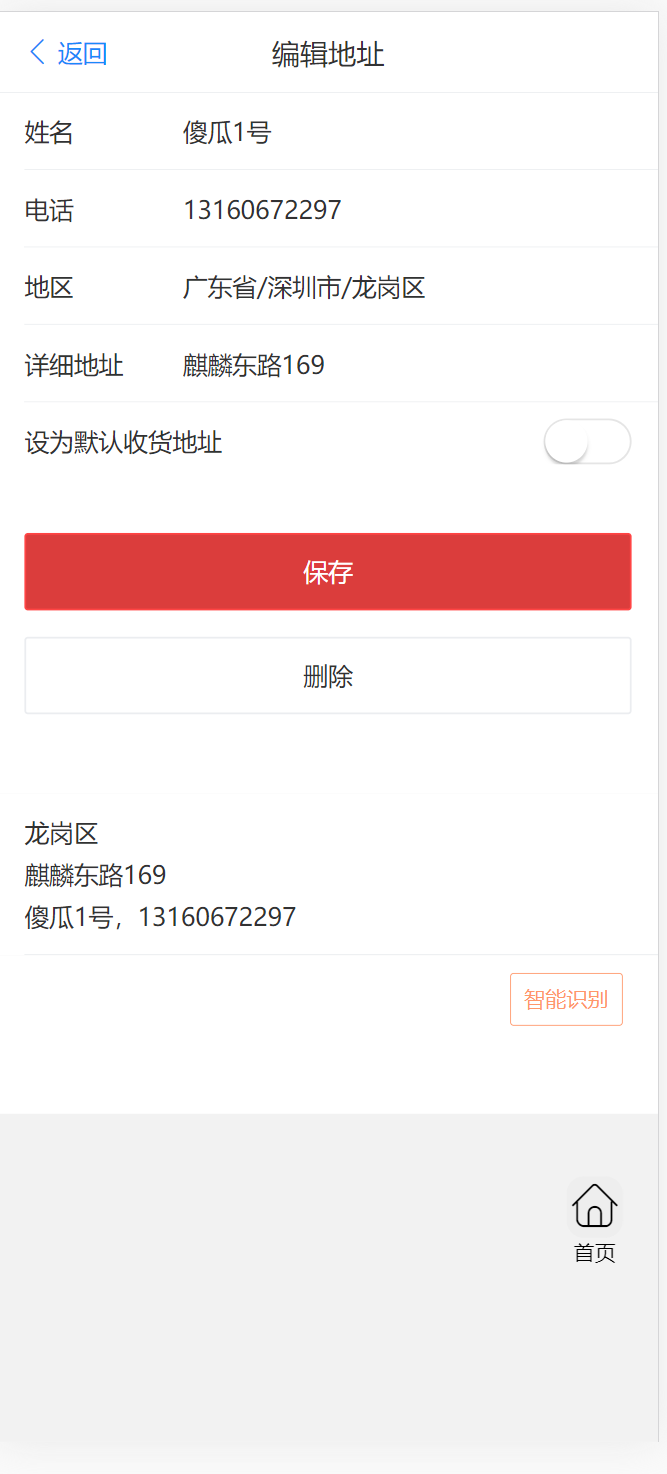 返回
编辑地址
姓名 傻瓜1号
电话 13160672297
地区 广东省/深圳市/龙岗区
详细地址 麒麟东路169
设为默认收货地址
保存
删除
龙岗区
麒麟东路169
傻瓜1号，13160672297
智能识别
首页